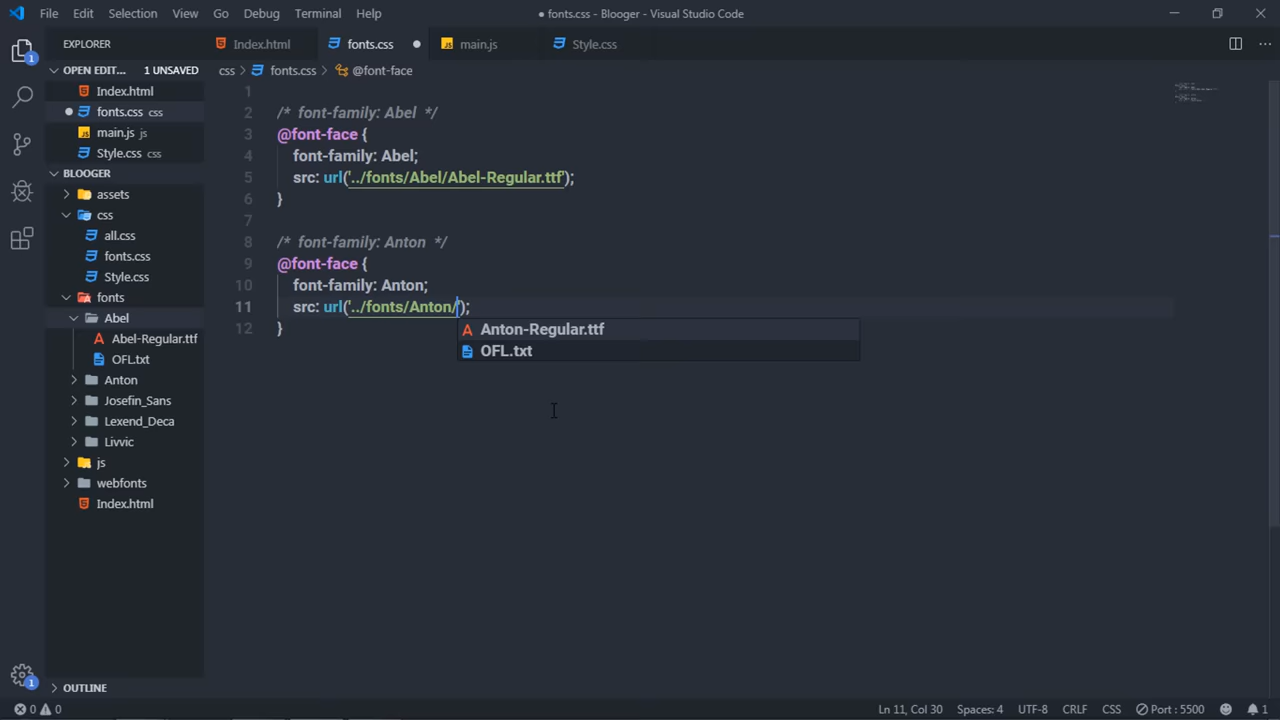 File Edit Selection View Go Debug Terminal Help
● fonts.css - Blooger - Visual Studio Code
EXPLORER
Index.html fonts.css ● main.js Style.css
OPEN EDIT... 1 UNSAVED
css > fonts.css > @font-face
Index.html
fonts.css css
main.js js
Style.css css
BLOOGER
assets
css
all.css
fonts.css
Style.css
fonts
Abel
Abel-Regular.ttf
OFL.txt
Anton
Josefin_Sans
Lexend_Deca
Livvic
js
webfonts
Index.html
OUTLINE
1
2 /* font-family: Abel */
3 @font-face {
4 font-family: Abel;
5 src: url('../fonts/Abel/Abel-Regular.ttf');
6 }
7
8 /* font-family: Anton */
9 @font-face {
10 font-family: Anton;
11 src: url('../fonts/Anton/');
12 }
Anton-Regular.ttf
OFL.txt
1
1
0 0 Ln 11, Col 30 Spaces: 4 UTF-8 CRLF CSS Port : 5500 1